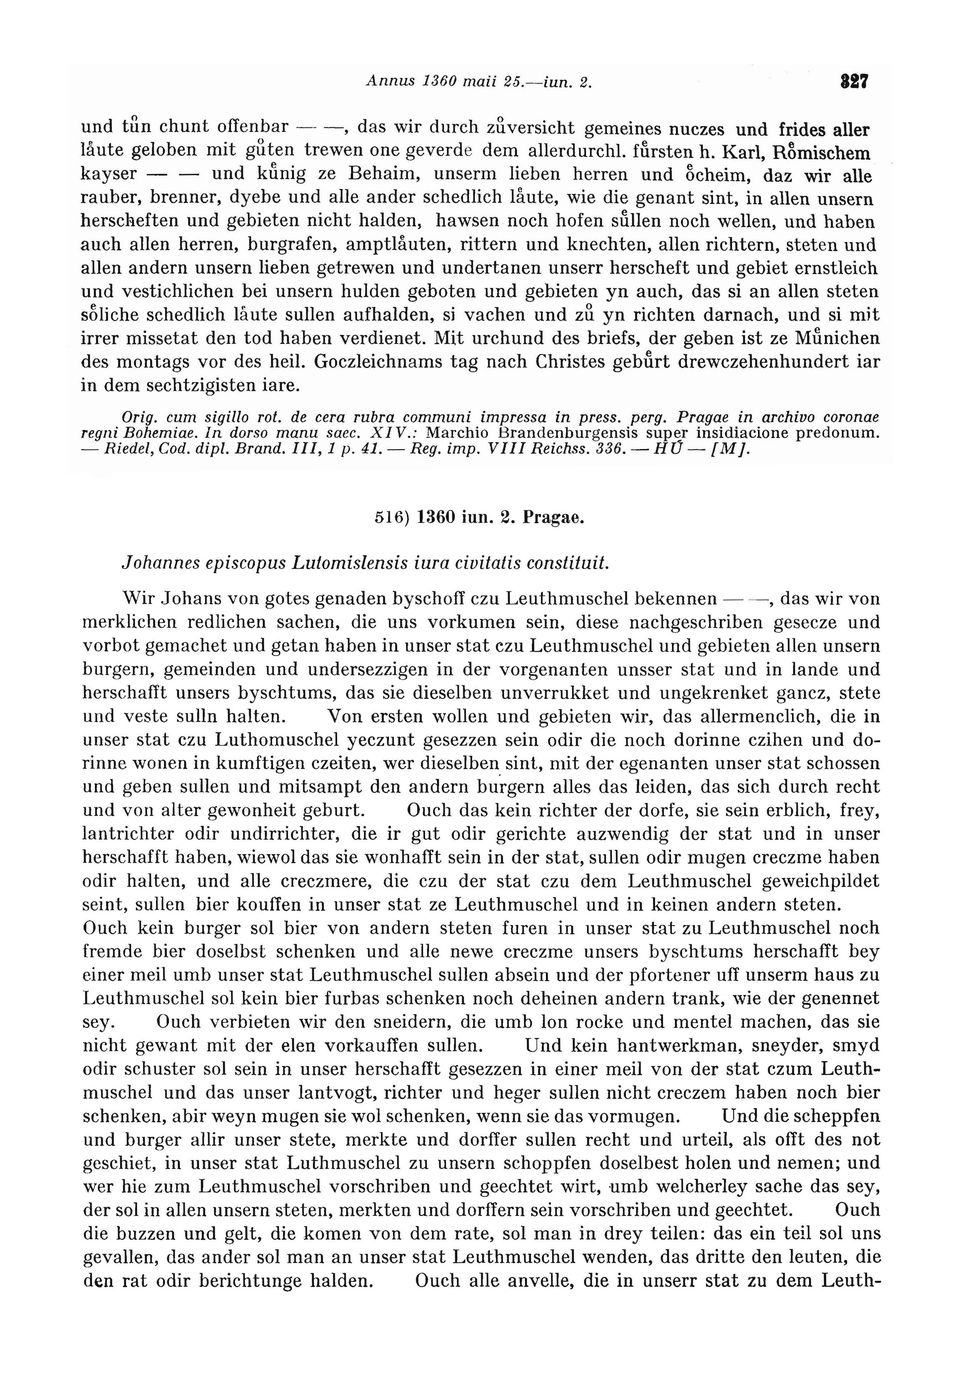 Annus 1360 maii 25.—iun. 2. 327
und tůn chunt offenbar — —, das wir durch zůversicht gemeines nuczes und frides aller
låute geloben mit gůten trewen one geverde dem allerdurchl. fůrsten h. Karl, Rômischem
kayser — — und kůnig ze Behaim, unserm lieben herren und ôcheim, daz wir alle
rauber, brenner, dyebe und alle ander schedlich låute, wie die genant sint, in allen unsern
herscheften und gebieten nicht halden, hawsen noch hofen sůllen noch wellen, und haben
auch allen herren, burgrafen, amptlåuten, rittern und knechten, allen richtern, steten und
allen andern unsern lieben getrewen und undertanen unserr herscheft und gebiet ernstleich
und vestichlichen bei unsern hulden geboten und gebieten yn auch, das si an allen steten
sôliche schedlich låute sullen aufhalden, si vachen und zů yn richten darnach, und si mit
irrer missetat den tod haben verdienet. Mit urchund des briefs, der geben ist ze Můnichen
des montags vor des heil. Goczleichnams tag nach Christes gebůrt drewczehenhundert iar
in dem sechtzigisten iare.
Orig. cum sigillo rot. de cera rubra communi impressa in press. perg. Pragae in archivo coronae
regni Bohemiae. In dorso manu saec. XIV.: Marchio Brandenburgensis super insidiacione predonum.
— Riedel, Cod. dipl. Brand. III, 1 p. 41. — Reg. imp. VIII Reichss. 336. — HÚ — [M].
516) 1360 iun. 2. Pragae.
Johannes episcopus Lutomislensis iura civitatis constituit.
Wir Johans von gotes genaden byschoff czu Leuthmuschel bekennen — —, das wir von
merklichen redlichen sachen, die uns vorkumen sein, diese nachgeschriben gesecze und
vorbot gemachet und getan haben in unser stat czu Leuthmuschel und gebieten allen unsern
burgern, gemeinden und undersezzigen in der vorgenanten unsser stat und in lande und
herschafft unsers byschtums, das sie dieselben unverrukket und ungekrenket gancz, stete
und veste sulln halten. Von ersten wollen und gebieten wir, das allermenclich, die in
unser stat czu Luthomuschel yeczunt gesezzen sein odir die noch dorinne czihen und do-
rinne wonen in kumftigen czeiten, wer dieselben sint, mit der egenanten unser stat schossen
und geben sullen und mitsampt den andern burgern alles das leiden, das sich durch recht
und von alter gewonheit geburt. Ouch das kein richter der dorfe, sie sein erblich, frey,
lantrichter odir undirrichter, die ir gut odir gerichte auzwendig der stat und in unser
herschafft haben, wiewol das sie wonhafft sein in der stat, sullen odir mugen creczme haben
odir halten, und alle creczmere, die czu der stat czu dem Leuthmuschel geweichpildet
seint, sullen bier kouffen in unser stat ze Leuthmuschel und in keinen andern steten.
Ouch kein burger sol bier von andern steten furen in unser stat zu Leuthmuschel noch
fremde bier doselbst schenken und alle newe creczme unsers byschtums herschafft bey
einer meil umb unser stat Leuthmuschel sullen absein und der pfortener uff unserm haus zu
Leuthmuschel sol kein bier furbas schenken noch deheinen andern trank, wie der genennet
sey. Ouch verbieten wir den sneidern, die umb lon rocke und mentel machen, das sie
nicht gewant mit der elen vorkauffen sullen. Und kein hantwerkman, sneyder, smyd
odir schuster sol sein in unser herschafft gesezzen in einer meil von der stat czum Leuth-
muschel und das unser lantvogt, richter und heger sullen nicht creczem haben noch bier
schenken, abir weyn mugen sie wol schenken, wenn sie das vormugen. Und die scheppfen
und burger allir unser stete, merkte und dorffer sullen recht und urteil, als offt des not
geschiet, in unser stat Luthmuschel zu unsern schoppfen doselbest holen und nemen; und
wer hie zum Leuthmuschel vorschriben und geechtet wirt, umb welcherley sache das sey,
der sol in allen unsern steten, merkten und dorffern sein vorschriben und geechtet. Ouch
die buzzen und gelt, die komen von dem rate, sol man in drey teilen: das ein teil sol uns
gevallen, das ander sol man an unser stat Leuthmuschel wenden, das dritte den leuten, die
den rat odir berichtunge halden. Ouch alle anvelle, die in unserr stat zu dem Leuth-